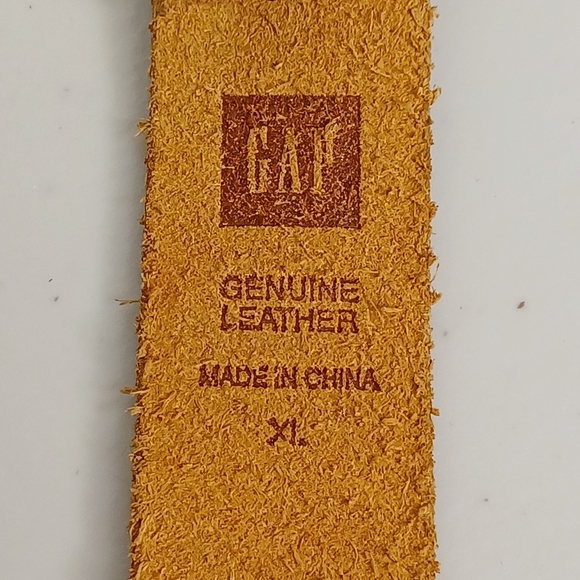 GAP
GENUINE
LEATHER
MADE IN CHINA
XL